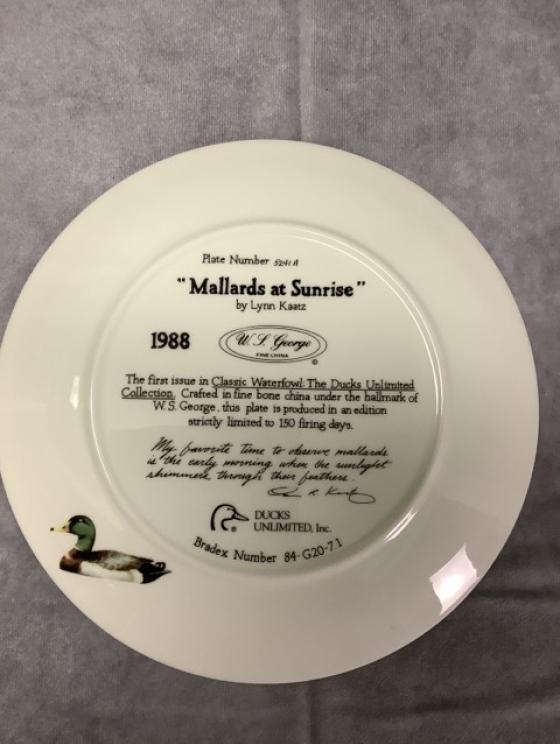 Plate Number 5241 A
"Mallards at Sunrise"
by Lynn Kaatz
1988
W. S. George
FINE CHINA
©
The first issue in Classic Waterfowl: The Ducks Unlimited
Collection. Crafted in fine bone china under the hallmark of
W. S. George, this plate is produced in an edition
strictly limited to 150 firing days.
My favorite time to observe mallards
is the early morning when the sunlight
shimmers through their feathers.
DUCKS
UNLIMITED, Inc.
®
Bradex Number 84-G20-7.1